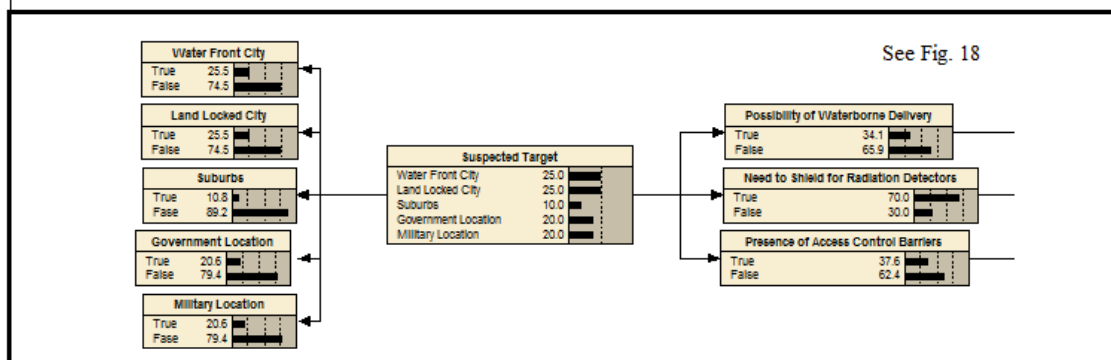 See Fig. 18
Water Front City
True 25.5
False 74.5
Land Locked City
True 25.5
False 74.5
Suburbs
True 10.8
Fase 89.2
Government Location
True 20.6
False 79.4
Military Location
True 20.6
Fase 79.4
Suspected Target
Water Front City 25.0
Land Locked City 25.0
Suburbs 10.0
Government Location 20.0
Military Location 20.0
Possibility of Waterborne Delivery
True 34.1
False 65.9
Need to Shield for Radiation Detectors
True 70.0
False 30.0
Presence of Access Control Barriers
True 37.6
False 62.4